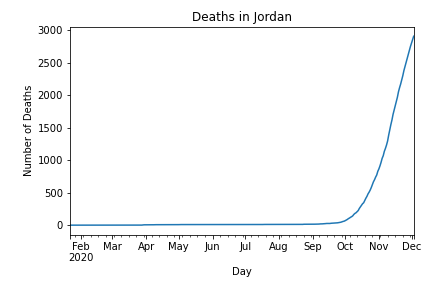 Deaths in Jordan
3000
2500
2000
1500
1000
500
0
Number of Deaths
Feb Mar Apr May Jun Jul Aug Sep Oct Nov Dec
2020
Day